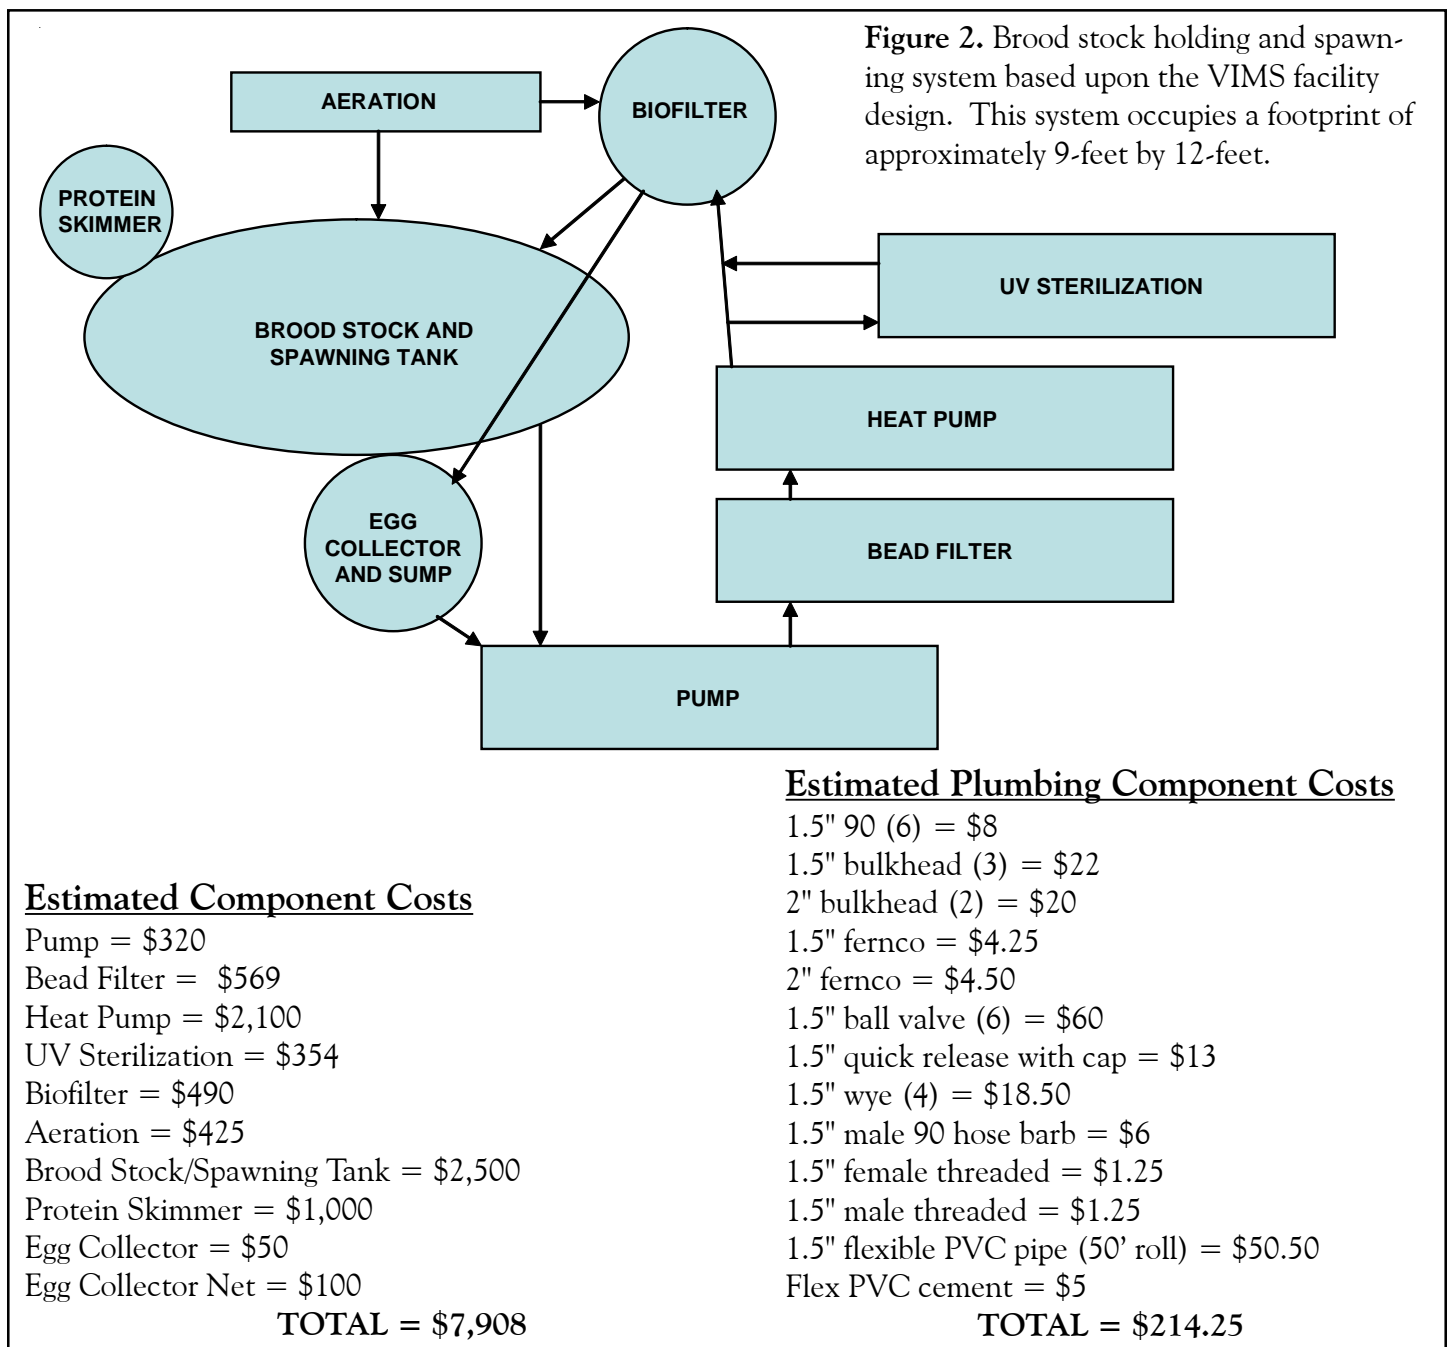 Figure 2. Brood stock holding and spawn-
ing system based upon the VIMS facility
design.  This system occupies a footprint of
approximately 9-feet by 12-feet.
AERATION
BIOFILTER
PROTEIN
SKIMMER
UV STERILIZATION
BROOD STOCK AND
SPAWNING TANK
HEAT PUMP
EGG
COLLECTOR
AND SUMP
BEAD FILTER
PUMP
Estimated Component Costs
Pump = $320
Bead Filter =  $569
Heat Pump = $2,100
UV Sterilization = $354
Biofilter = $490
Aeration = $425
Brood Stock/Spawning Tank = $2,500
Protein Skimmer = $1,000
Egg Collector = $50
Egg Collector Net = $100
TOTAL = $7,908
Estimated Plumbing Component Costs
1.5" 90 (6) = $8
1.5" bulkhead (3) = $22
2" bulkhead (2) = $20
1.5" fernco = $4.25
2" fernco = $4.50
1.5" ball valve (6) = $60
1.5" quick release with cap = $13
1.5" wye (4) = $18.50
1.5" male 90 hose barb = $6
1.5" female threaded = $1.25
1.5" male threaded = $1.25
1.5" flexible PVC pipe (50’ roll) = $50.50
Flex PVC cement = $5
TOTAL = $214.25